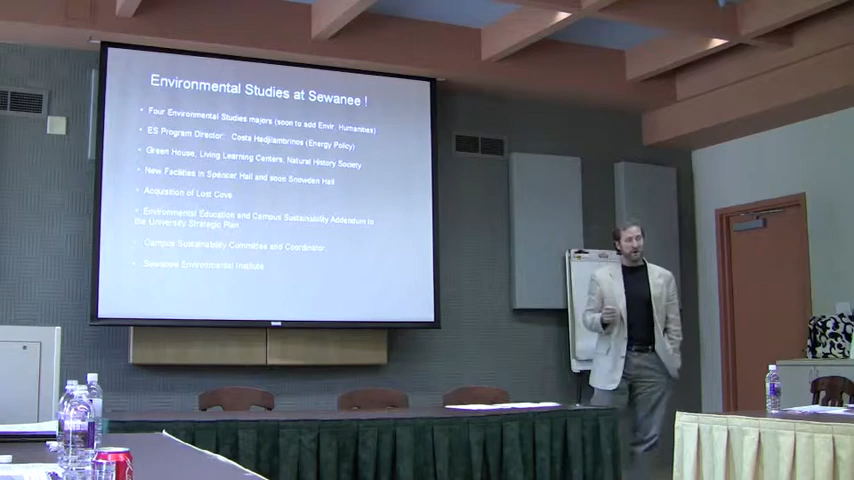 Environmental Studies at Sewanee !
• Four Environmental Studies majors (soon to add Envir. Humanities)
• ES Program Director: Costa Hadjilambrinos (Energy Policy)
• Green House, Living Learning Centers, Natural History Society
• New Facilities in Spencer Hall and soon Snowden Hall
• Acquisition of Lost Cove
• Environmental Education and Campus Sustainability Addendum to
the University Strategic Plan
• Campus Sustainability Committee and Coordinator
• Sewanee Environmental Institute